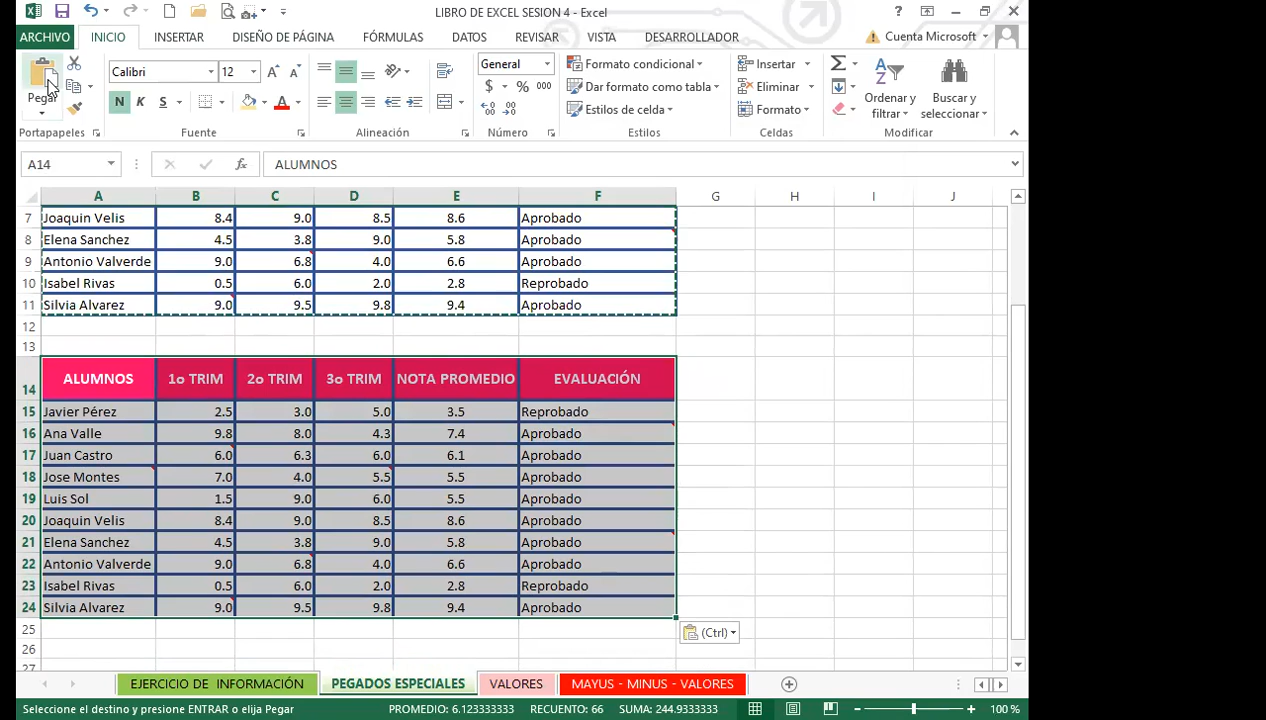 LIBRO DE EXCEL SESION 4 - Excel
ARCHIVO INICIO INSERTAR DISEÑO DE PÁGINA FÓRMULAS DATOS REVISAR VISTA DESARROLLADOR Cuenta Microsoft
Pegar Calibri 12 General Formato condicional Insertar
N K S $ % 000 Dar formato como tabla Eliminar Ordenar y filtrar Buscar y seleccionar
Estilos de celda Formato
Portapapeles Fuente Alineación Número Estilos Celdas Modificar
A14 fx ALUMNOS
A B C D E F G H I J
7 Joaquin Velis 8.4 9.0 8.5 8.6 Aprobado
8 Elena Sanchez 4.5 3.8 9.0 5.8 Aprobado
9 Antonio Valverde 9.0 6.8 4.0 6.6 Aprobado
10 Isabel Rivas 0.5 6.0 2.0 2.8 Reprobado
11 Silvia Alvarez 9.0 9.5 9.8 9.4 Aprobado
12
13
14 ALUMNOS 1o TRIM 2o TRIM 3o TRIM NOTA PROMEDIO EVALUACIÓN
15 Javier Pérez 2.5 3.0 5.0 3.5 Reprobado
16 Ana Valle 9.8 8.0 4.3 7.4 Aprobado
17 Juan Castro 6.0 6.3 6.0 6.1 Aprobado
18 Jose Montes 7.0 4.0 5.5 5.5 Aprobado
19 Luis Sol 1.5 9.0 6.0 5.5 Aprobado
20 Joaquin Velis 8.4 9.0 8.5 8.6 Aprobado
21 Elena Sanchez 4.5 3.8 9.0 5.8 Aprobado
22 Antonio Valverde 9.0 6.8 4.0 6.6 Aprobado
23 Isabel Rivas 0.5 6.0 2.0 2.8 Reprobado
24 Silvia Alvarez 9.0 9.5 9.8 9.4 Aprobado
25 (Ctrl)
26
27
EJERCICIO DE INFORMACIÓN PEGADOS ESPECIALES VALORES MAYUS - MINUS - VALORES
Seleccione el destino y presione ENTRAR o elija Pegar PROMEDIO: 6.123333333 RECUENTO: 66 SUMA: 244.9333333 100 %